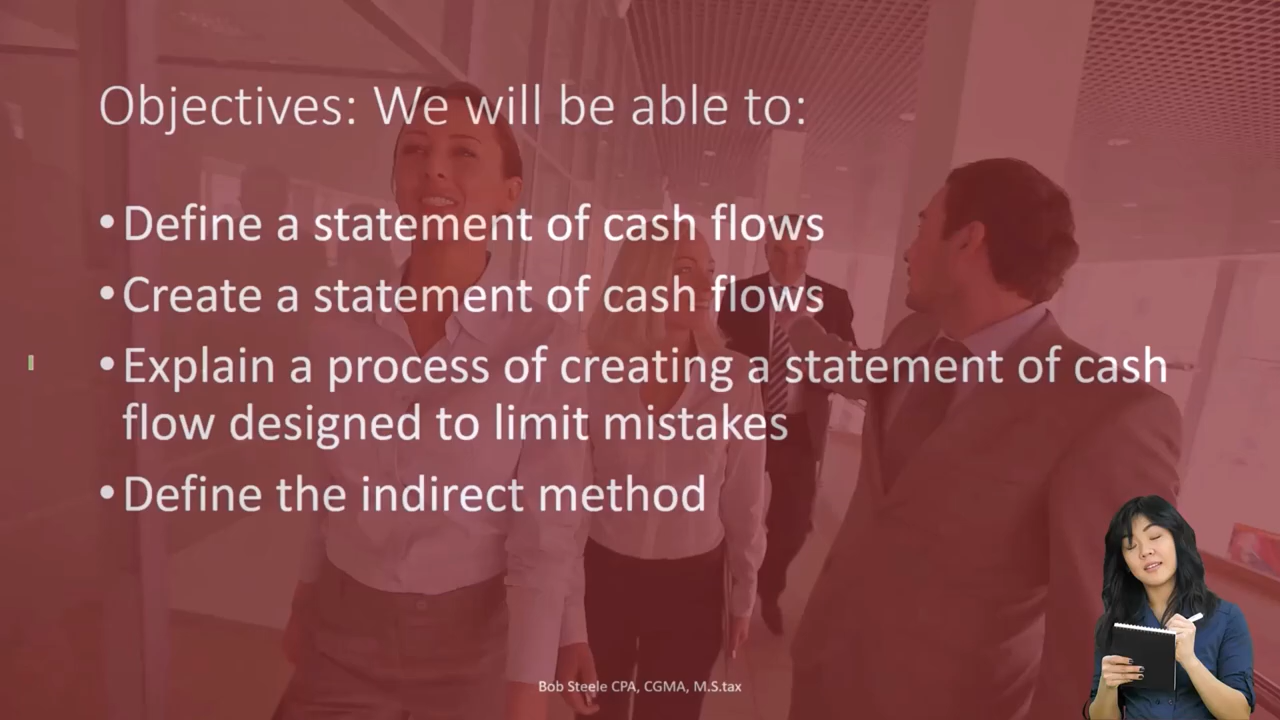 Objectives: We will be able to:
•Define a statement of cash flows
•Create a statement of cash flows
•Explain a process of creating a statement of cash
flow designed to limit mistakes
•Define the indirect method
Bob Steele CPA, CGMA, M.S.tax